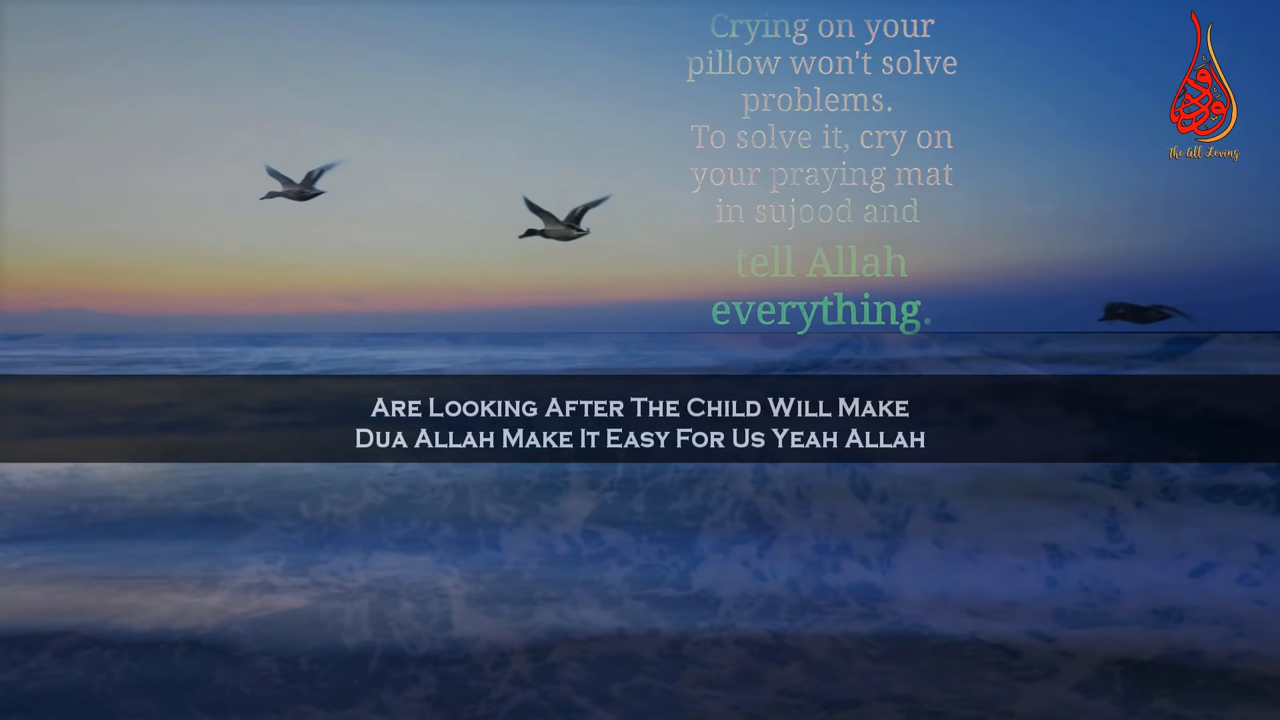 Crying on your
pillow won't solve
problems.
To solve it, cry on
your praying mat
in sujood and
tell Allah
everything.
الودود
The All Loving
Are Looking After The Child Will Make
Dua Allah Make It Easy For Us Yeah Allah